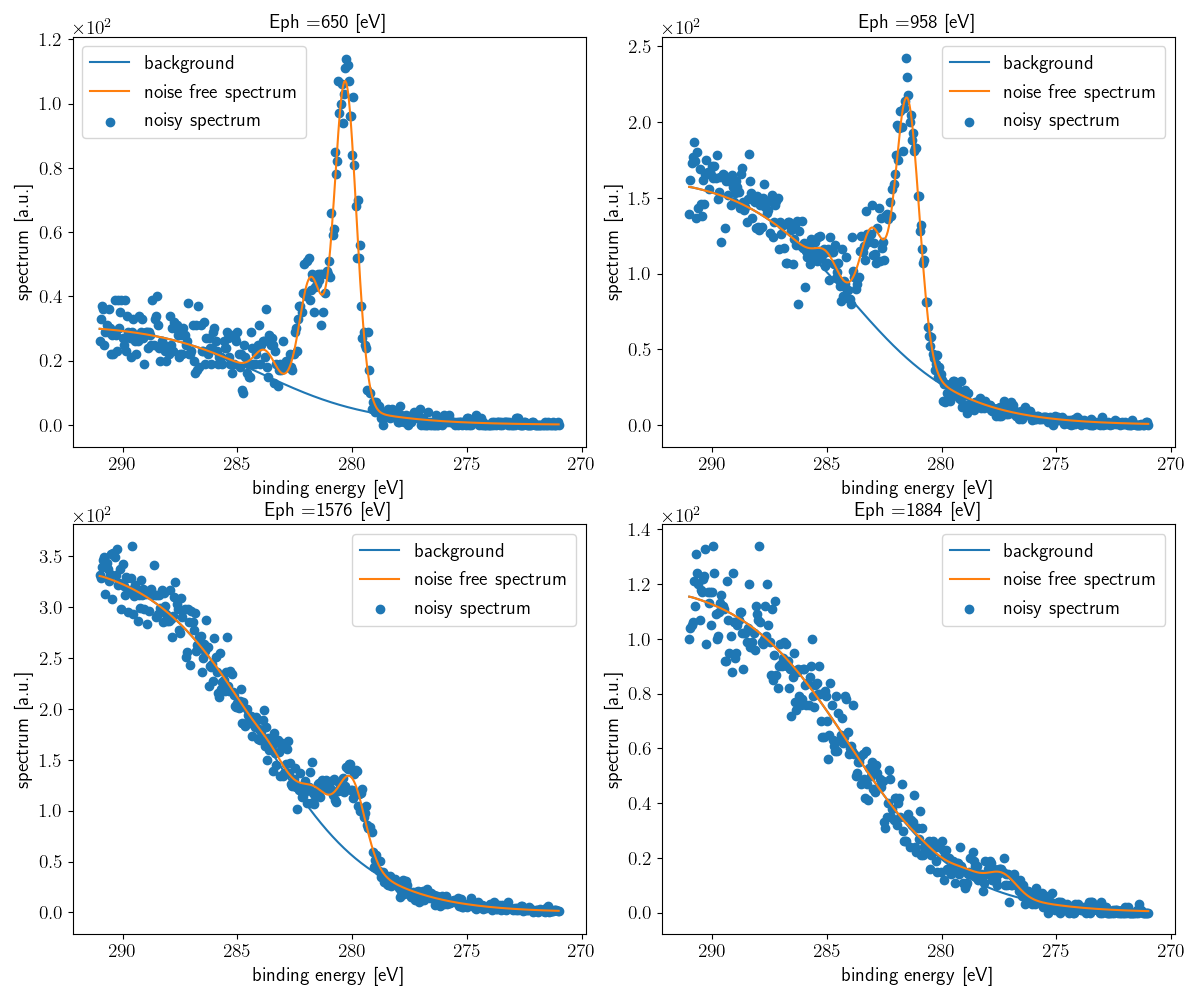 Eph =650 [eV]
×10²
1.2
1.0
0.8
0.6
0.4
0.2
0.0
spectrum [a.u.]
background
noise free spectrum
noisy spectrum
290
285
280
275
270
binding energy [eV]
Eph =958 [eV]
×10²
2.5
2.0
1.5
1.0
0.5
0.0
spectrum [a.u.]
background
noise free spectrum
noisy spectrum
290
285
280
275
270
binding energy [eV]
Eph =1576 [eV]
×10²
3.5
3.0
2.5
2.0
1.5
1.0
0.5
0.0
spectrum [a.u.]
background
noise free spectrum
noisy spectrum
290
285
280
275
270
binding energy [eV]
Eph =1884 [eV]
×10²
1.4
1.2
1.0
0.8
0.6
0.4
0.2
0.0
spectrum [a.u.]
background
noise free spectrum
noisy spectrum
290
285
280
275
270
binding energy [eV]